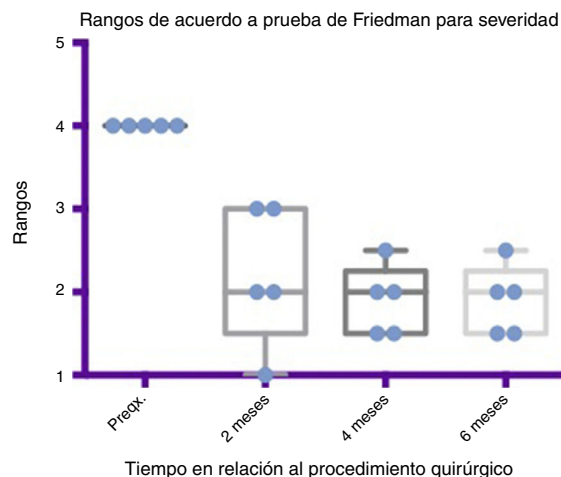 Rangos de acuerdo a prueba de Friedman para severidad
5
4
3
2
1
Rangos
Preqx.
2 meses
4 meses
6 meses
Tiempo en relación al procedimiento quirúrgico